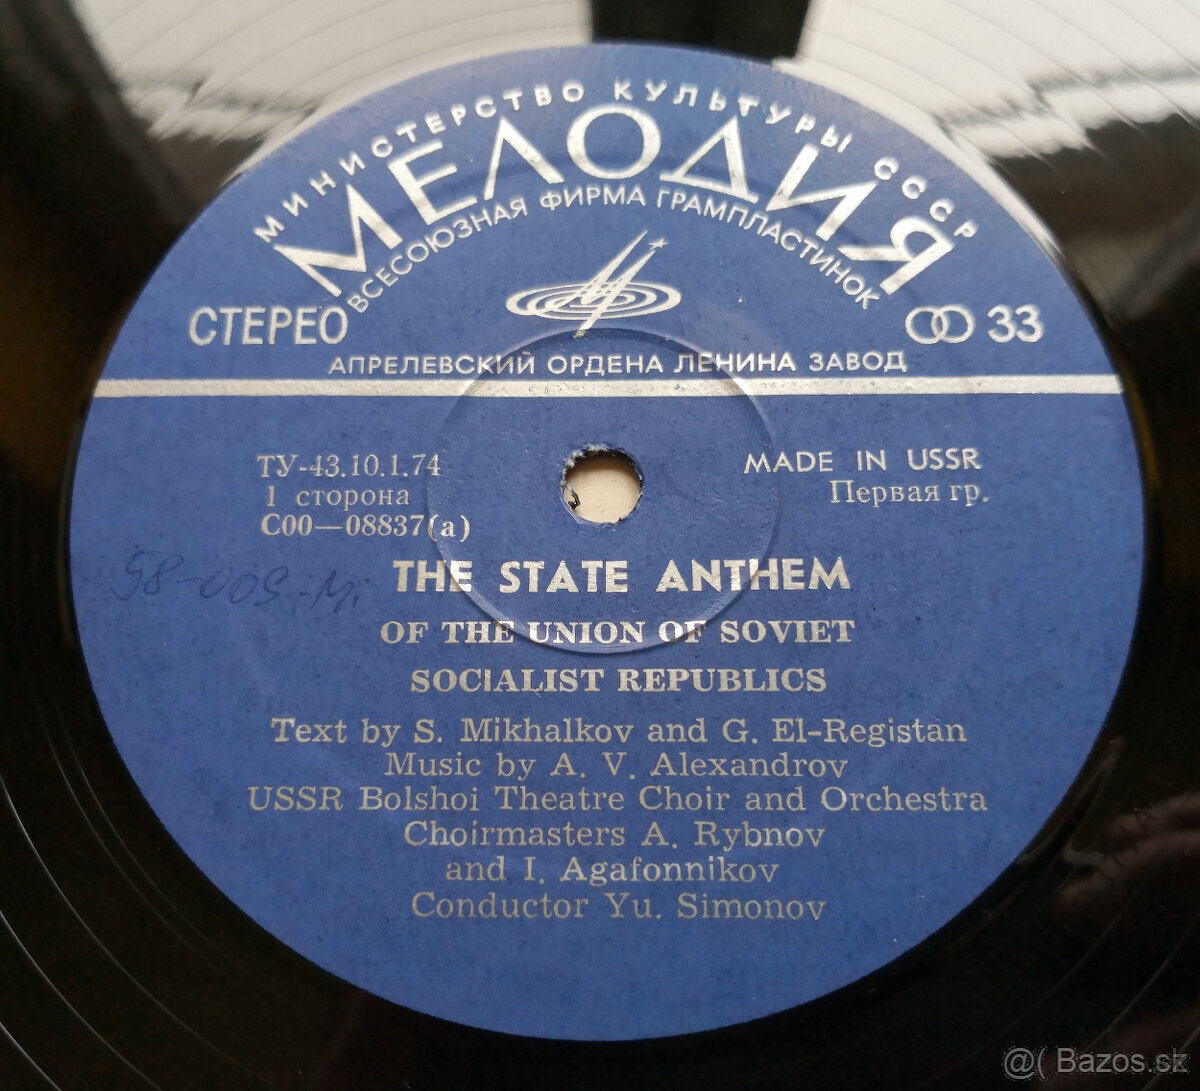 МИНИСТЕРСТВО КУЛЬТУРЫ СССР
МЕЛОДИЯ
ВСЕСОЮЗНАЯ ФИРМА ГРАМПЛАСТИНОК
СТЕРЕО
33
АПРЕЛЕВСКИЙ ОРДЕНА ЛЕНИНА ЗАВОД
ТУ-43.10.1.74
1 сторона
С00—08837(а)
MADE IN USSR
Первая гр.
THE STATE ANTHEM
OF THE UNION OF SOVIET
SOCIALIST REPUBLICS
Text by S. Mikhalkov and G. El-Registan
Music by A. V. Alexandrov
USSR Bolshoi Theatre Choir and Orchestra
Choirmasters A. Rybnov
and I. Agafonnikov
Conductor Yu. Simonov
@( Bazos.sk